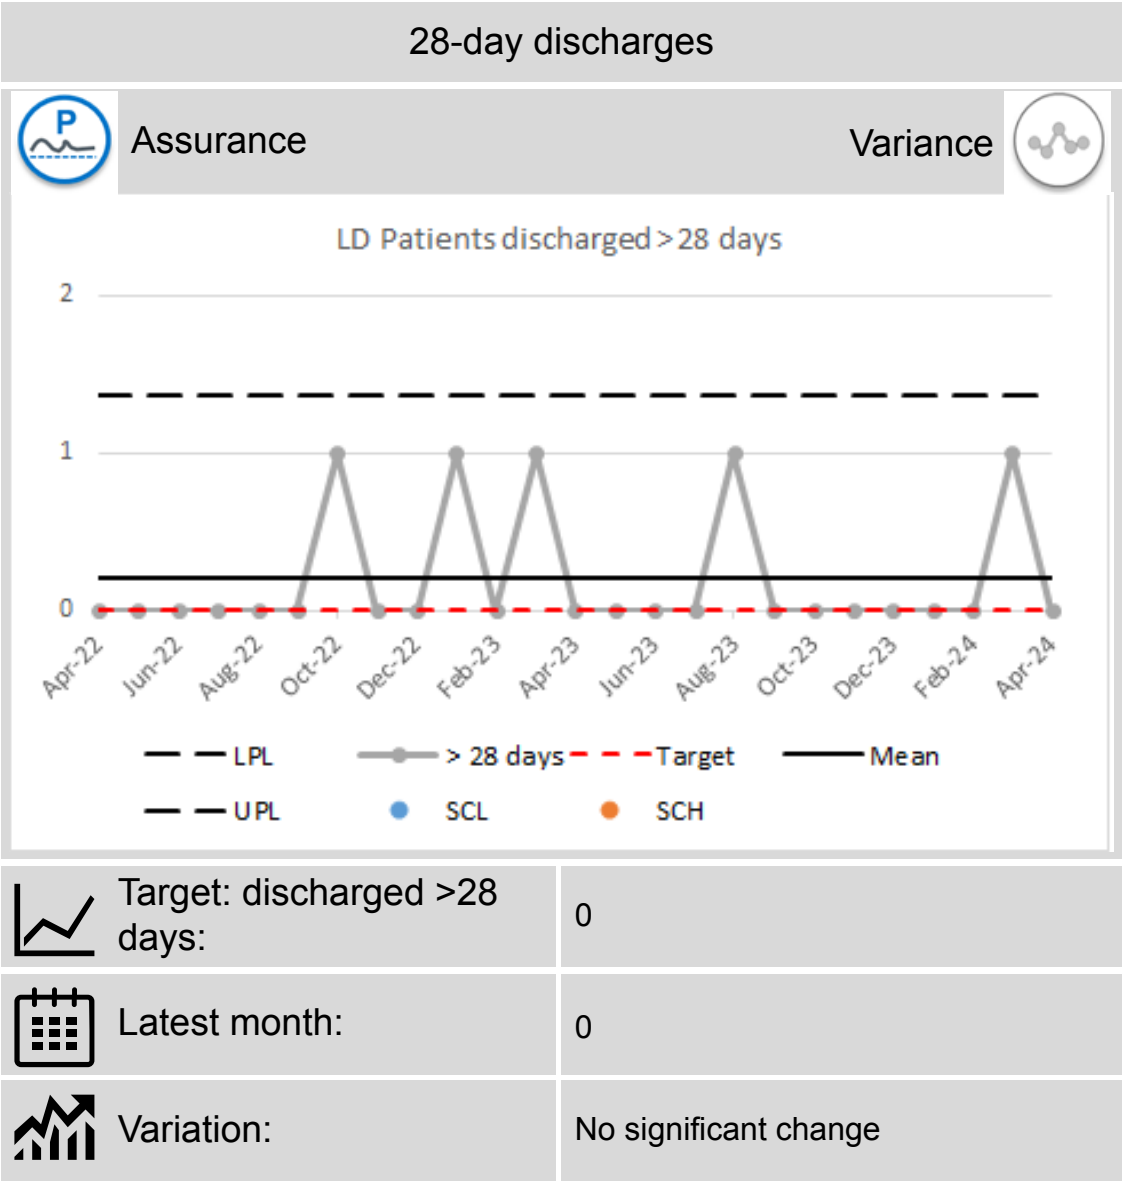 28-day discharges
P
Assurance
Variance
LD Patients discharged > 28 days
2
1
0
Apr-22 Jun-22 Aug-22 Oct-22 Dec-22 Feb-23 Apr-23 Jun-23 Aug-23 Oct-23 Dec-23 Feb-24 Apr-24
LPL > 28 days Target Mean
UPL SCL SCH
Target: discharged >28
days:
0
Latest month:
0
Variation:
No significant change